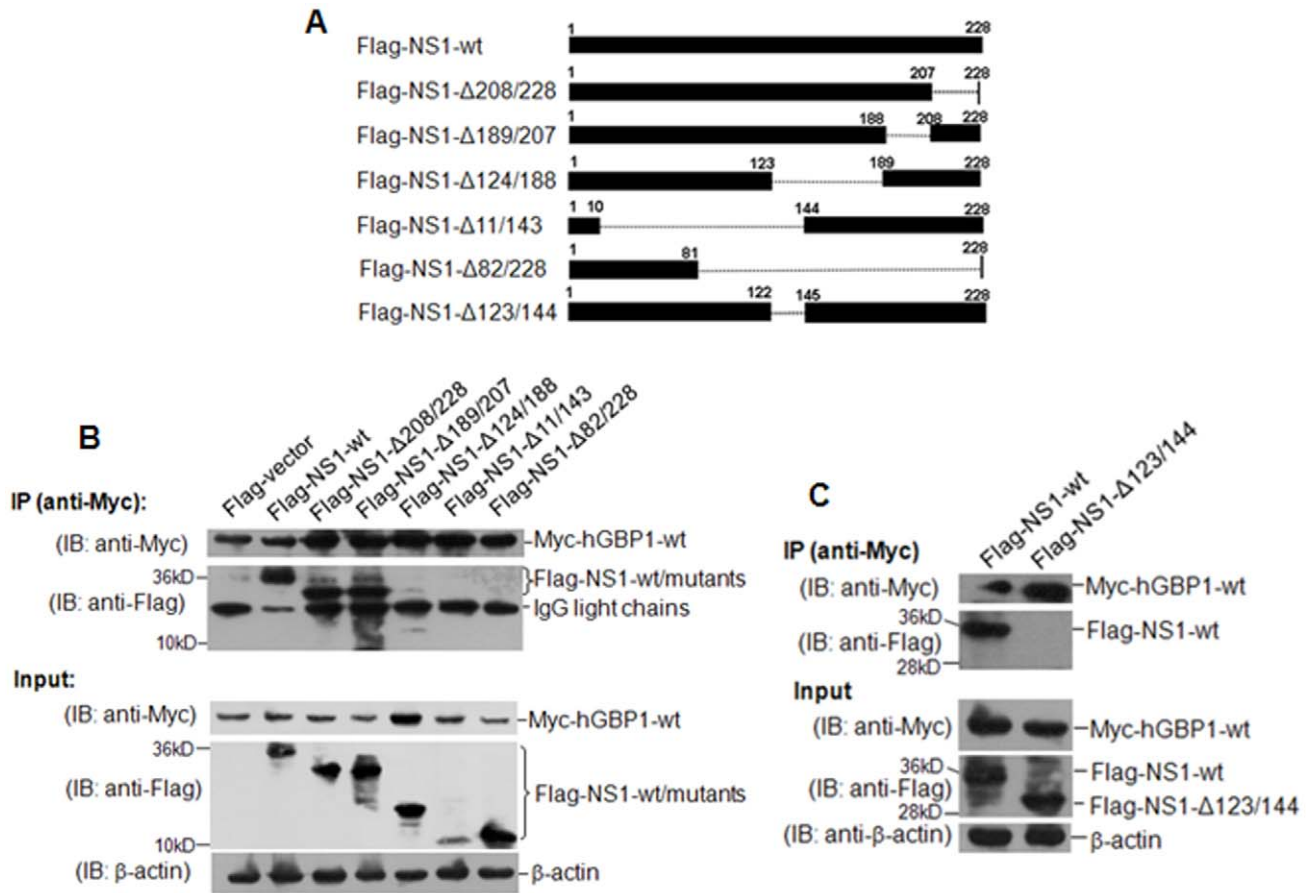 A
Flag-NS1-wt 1 228
Flag-NS1-Δ208/228 1 207 228
Flag-NS1-Δ189/207 1 188 208 228
Flag-NS1-Δ124/188 1 123 189 228
Flag-NS1-Δ11/143 1 10 144 228
Flag-NS1-Δ82/228 1 81 228
Flag-NS1-Δ123/144 1 122 145 228
B
Flag-vector
Flag-NS1-wt
Flag-NS1-Δ208/228
Flag-NS1-Δ189/207
Flag-NS1-Δ124/188
Flag-NS1-Δ11/143
Flag-NS1-Δ82/228
IP (anti-Myc):
(IB: anti-Myc) Myc-hGBP1-wt
36kD
(IB: anti-Flag) Flag-NS1-wt/mutants
IgG light chains
10kD
Input:
(IB: anti-Myc) Myc-hGBP1-wt
36kD
(IB: anti-Flag) Flag-NS1-wt/mutants
10kD
(IB: β-actin) β-actin
C
Flag-NS1-wt
Flag-NS1-Δ123/144
IP (anti-Myc)
(IB: anti-Myc) Myc-hGBP1-wt
36kD
(IB: anti-Flag) Flag-NS1-wt
28kD
Input
(IB: anti-Myc) Myc-hGBP1-wt
36kD Flag-NS1-wt
(IB: anti-Flag)
28kD Flag-NS1-Δ123/144
(IB: anti-β-actin) β-actin